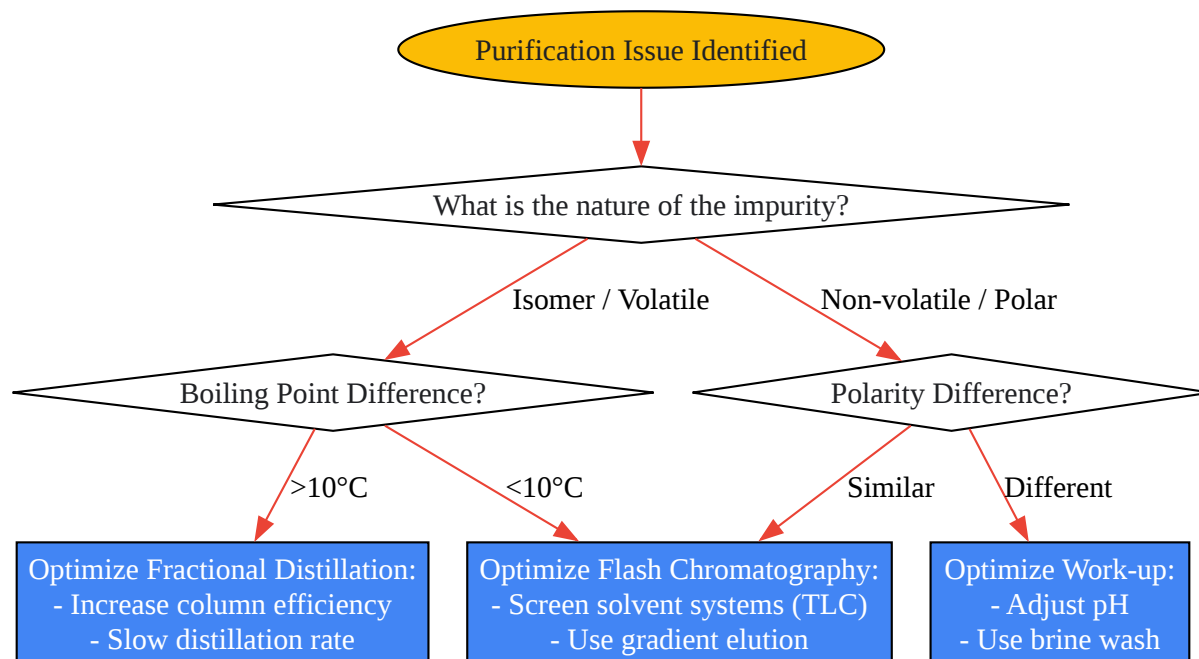 Purification Issue Identified
What is the nature of the impurity?
Isomer / Volatile
Non-volatile / Polar
Boiling Point Difference?
Polarity Difference?
>10°C
<10°C
Similar
Different
Optimize Fractional Distillation:
- Increase column efficiency
- Slow distillation rate
Optimize Flash Chromatography:
- Screen solvent systems (TLC)
- Use gradient elution
Optimize Work-up:
- Adjust pH
- Use brine wash